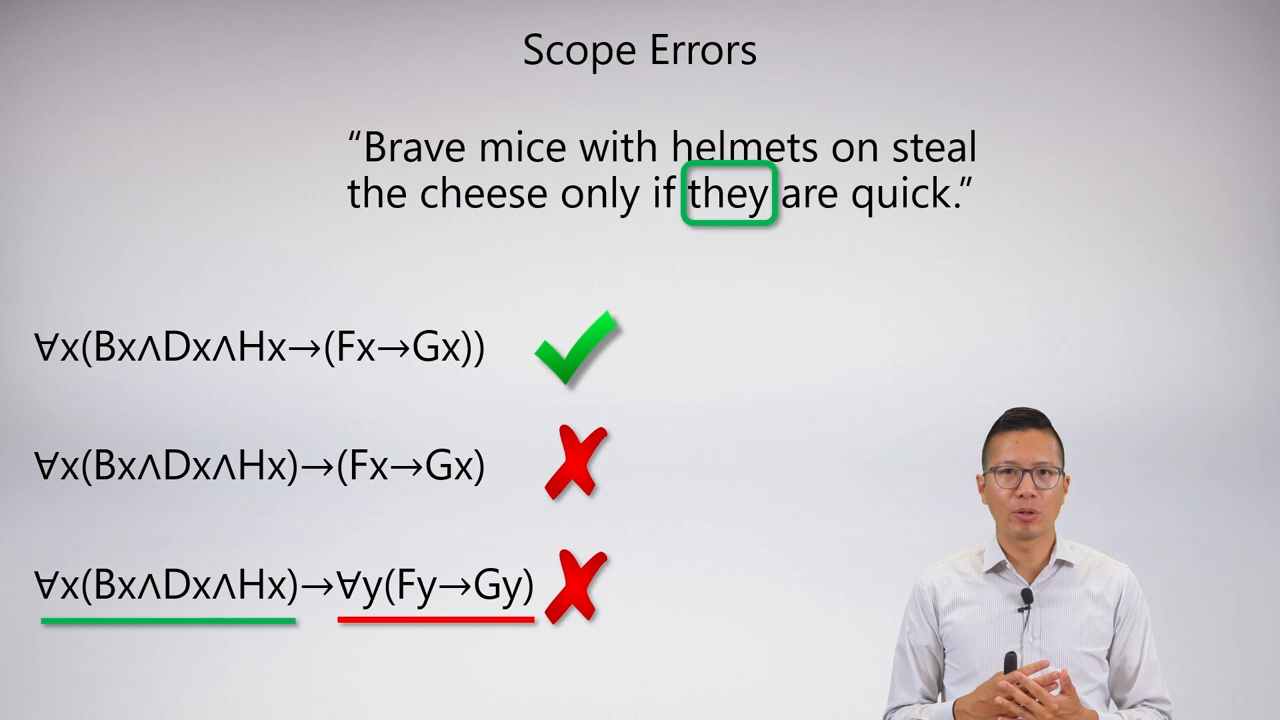 Scope Errors
“Brave mice with helmets on steal
the cheese only if they are quick.”
∀x(Bx∧Dx∧Hx→(Fx→Gx))
∀x(Bx∧Dx∧Hx)→(Fx→Gx)
∀x(Bx∧Dx∧Hx)→∀y(Fy→Gy)